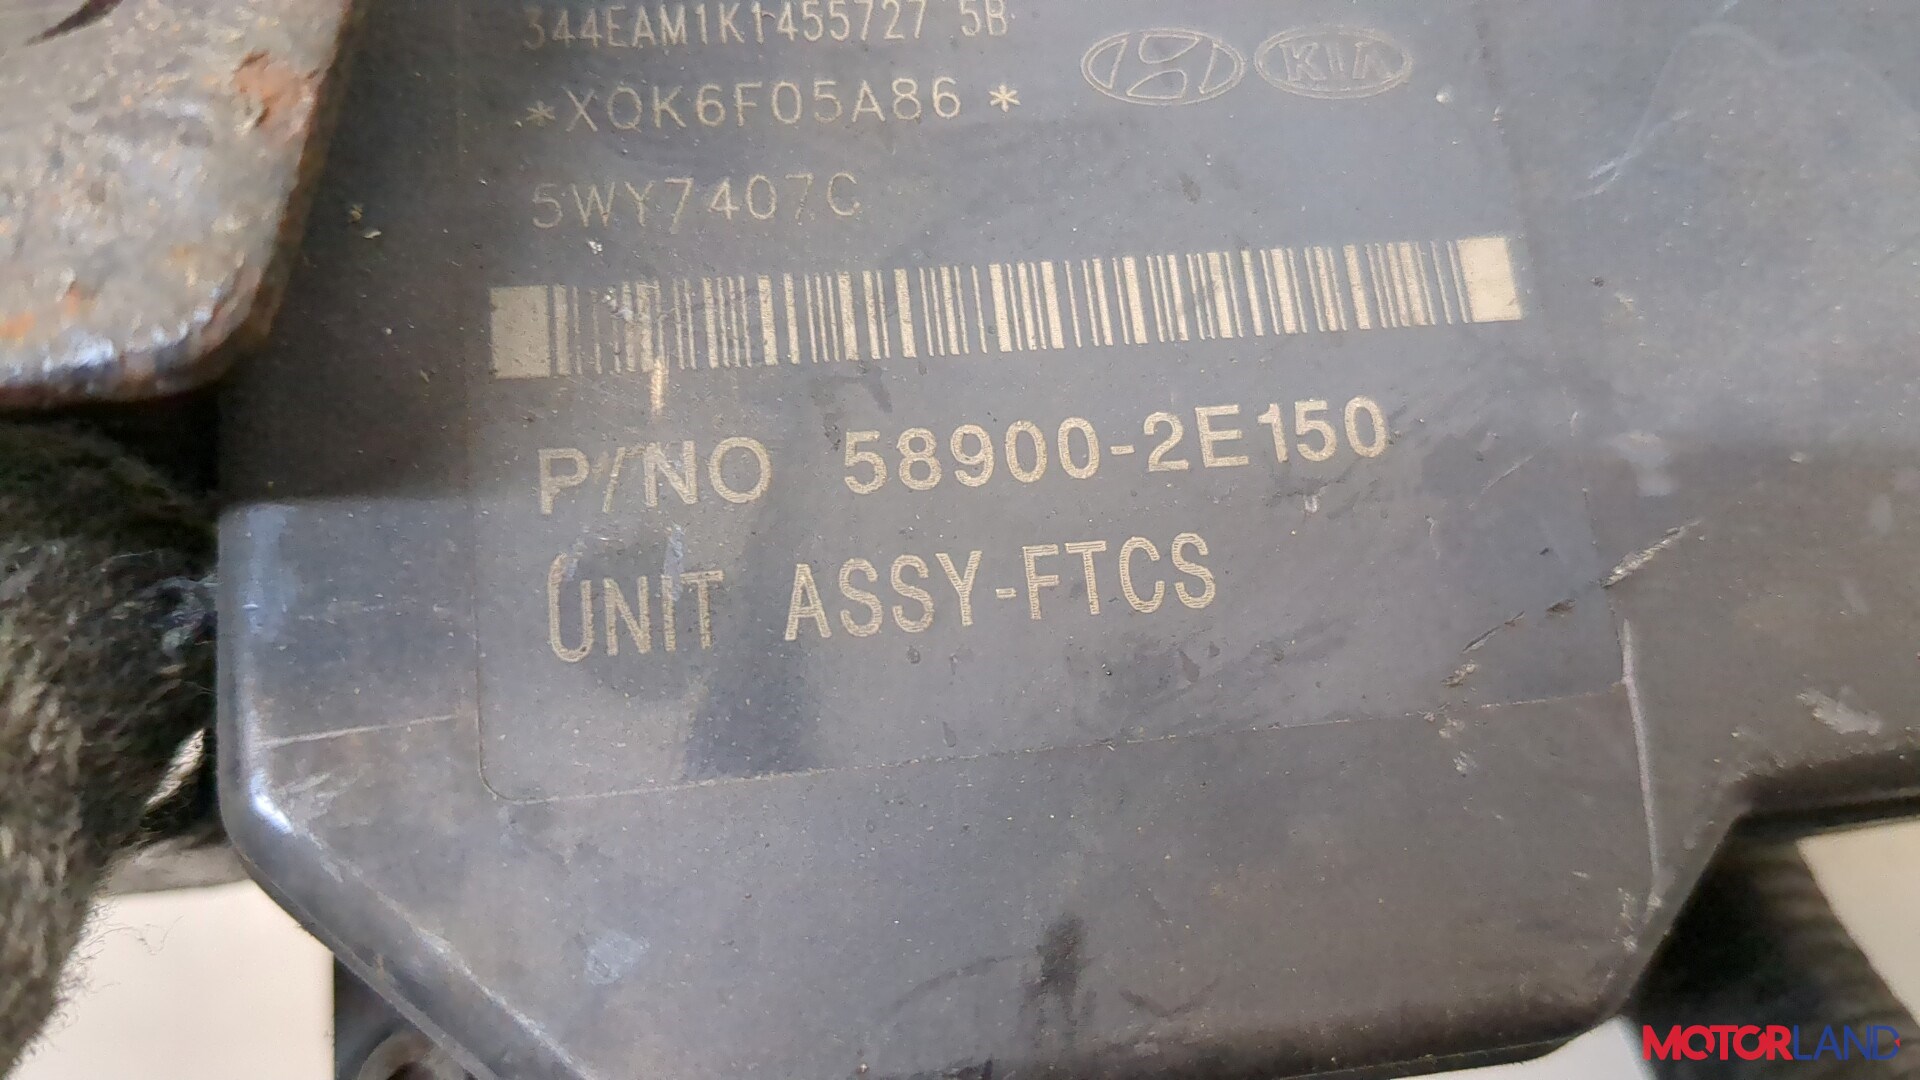 344EAM1K1455727 5B
*XQK6F05A86*
KIA
5WY7407C
P/NO 58900-2E150
UNIT ASSY-FTCS
MOTORLAND